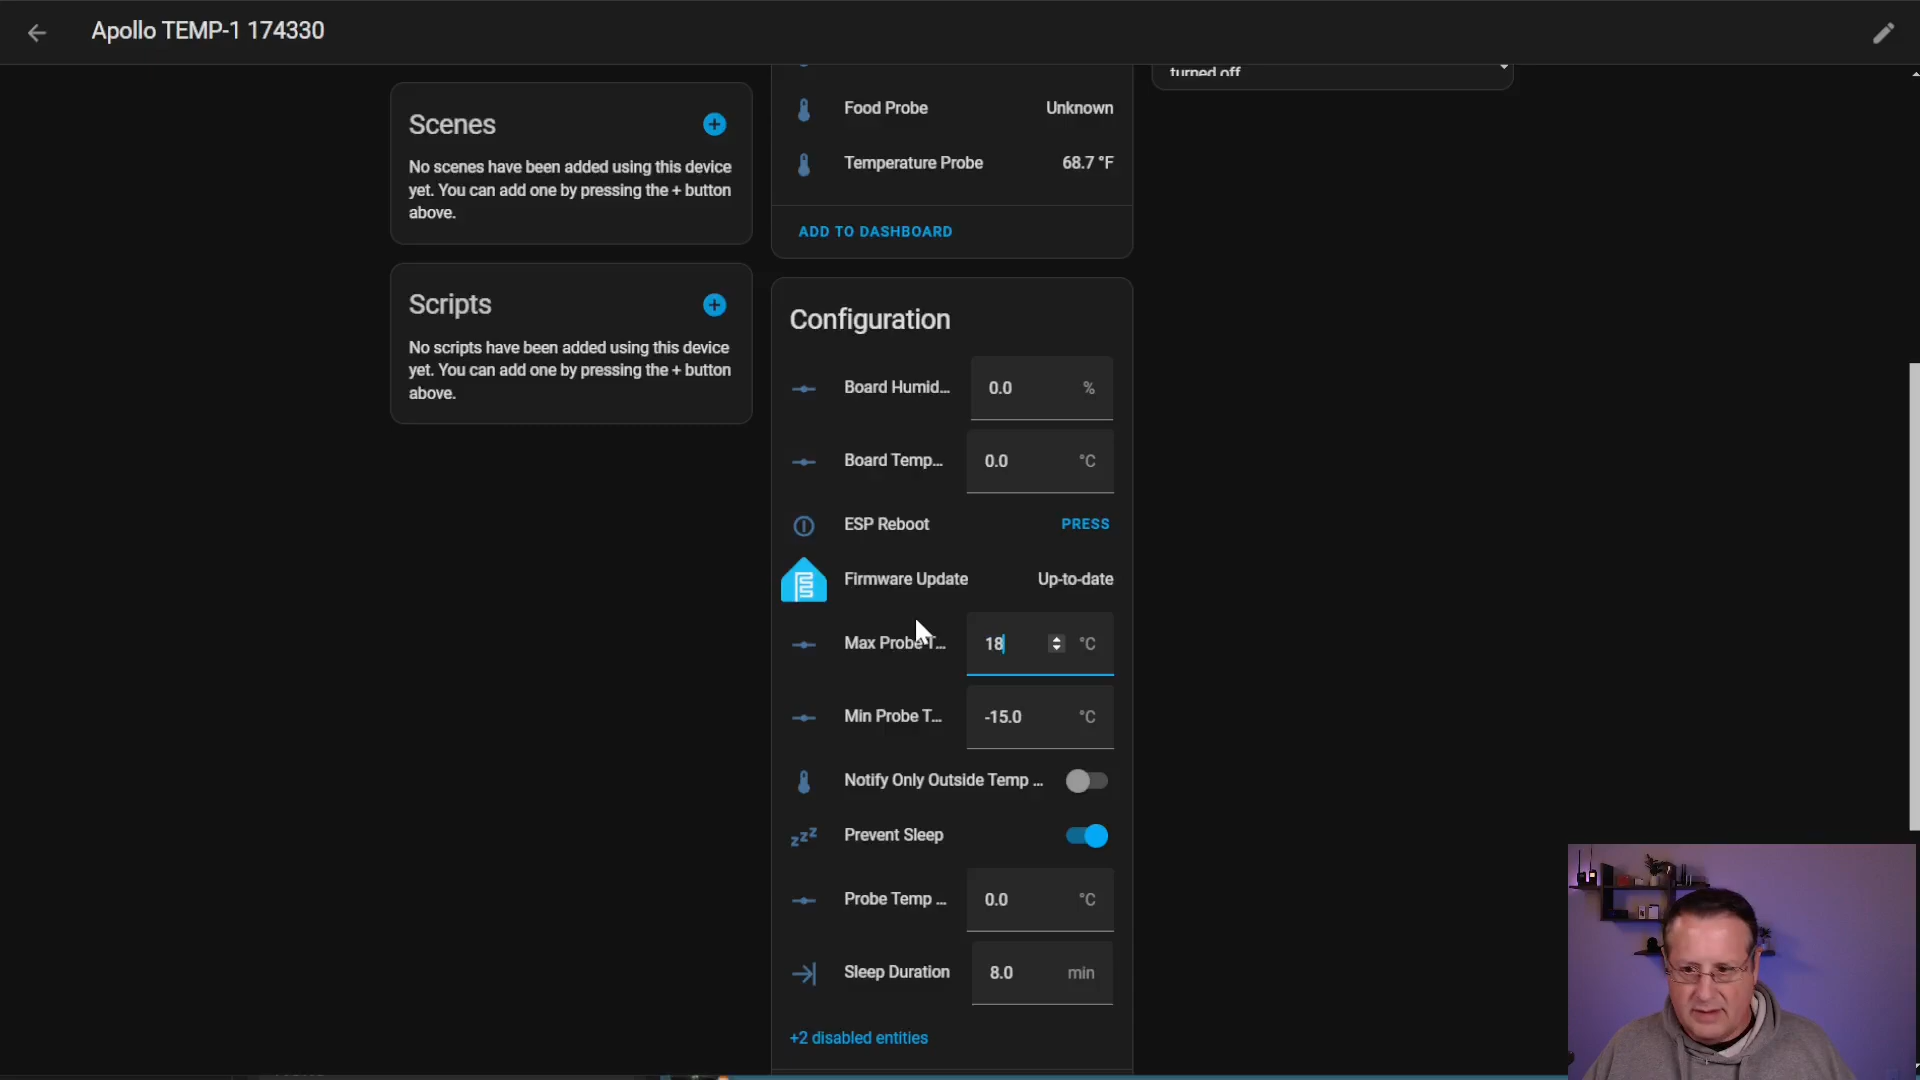 Apollo TEMP-1 174330
Scenes
No scenes have been added using this device
yet. You can add one by pressing the + button
above.
Scripts
No scripts have been added using this device
yet. You can add one by pressing the + button
above.
Food Probe Unknown
Temperature Probe 68.7 °F
ADD TO DASHBOARD
Configuration
Board Humid... 0.0 %
Board Temp... 0.0 °C
ESP Reboot PRESS
Firmware Update Up-to-date
Max Probe T... 18 °C
Min Probe T... -15.0 °C
Notify Only Outside Temp ...
Prevent Sleep
Probe Temp ... 0.0 °C
Sleep Duration 8.0 min
+2 disabled entities
turned off